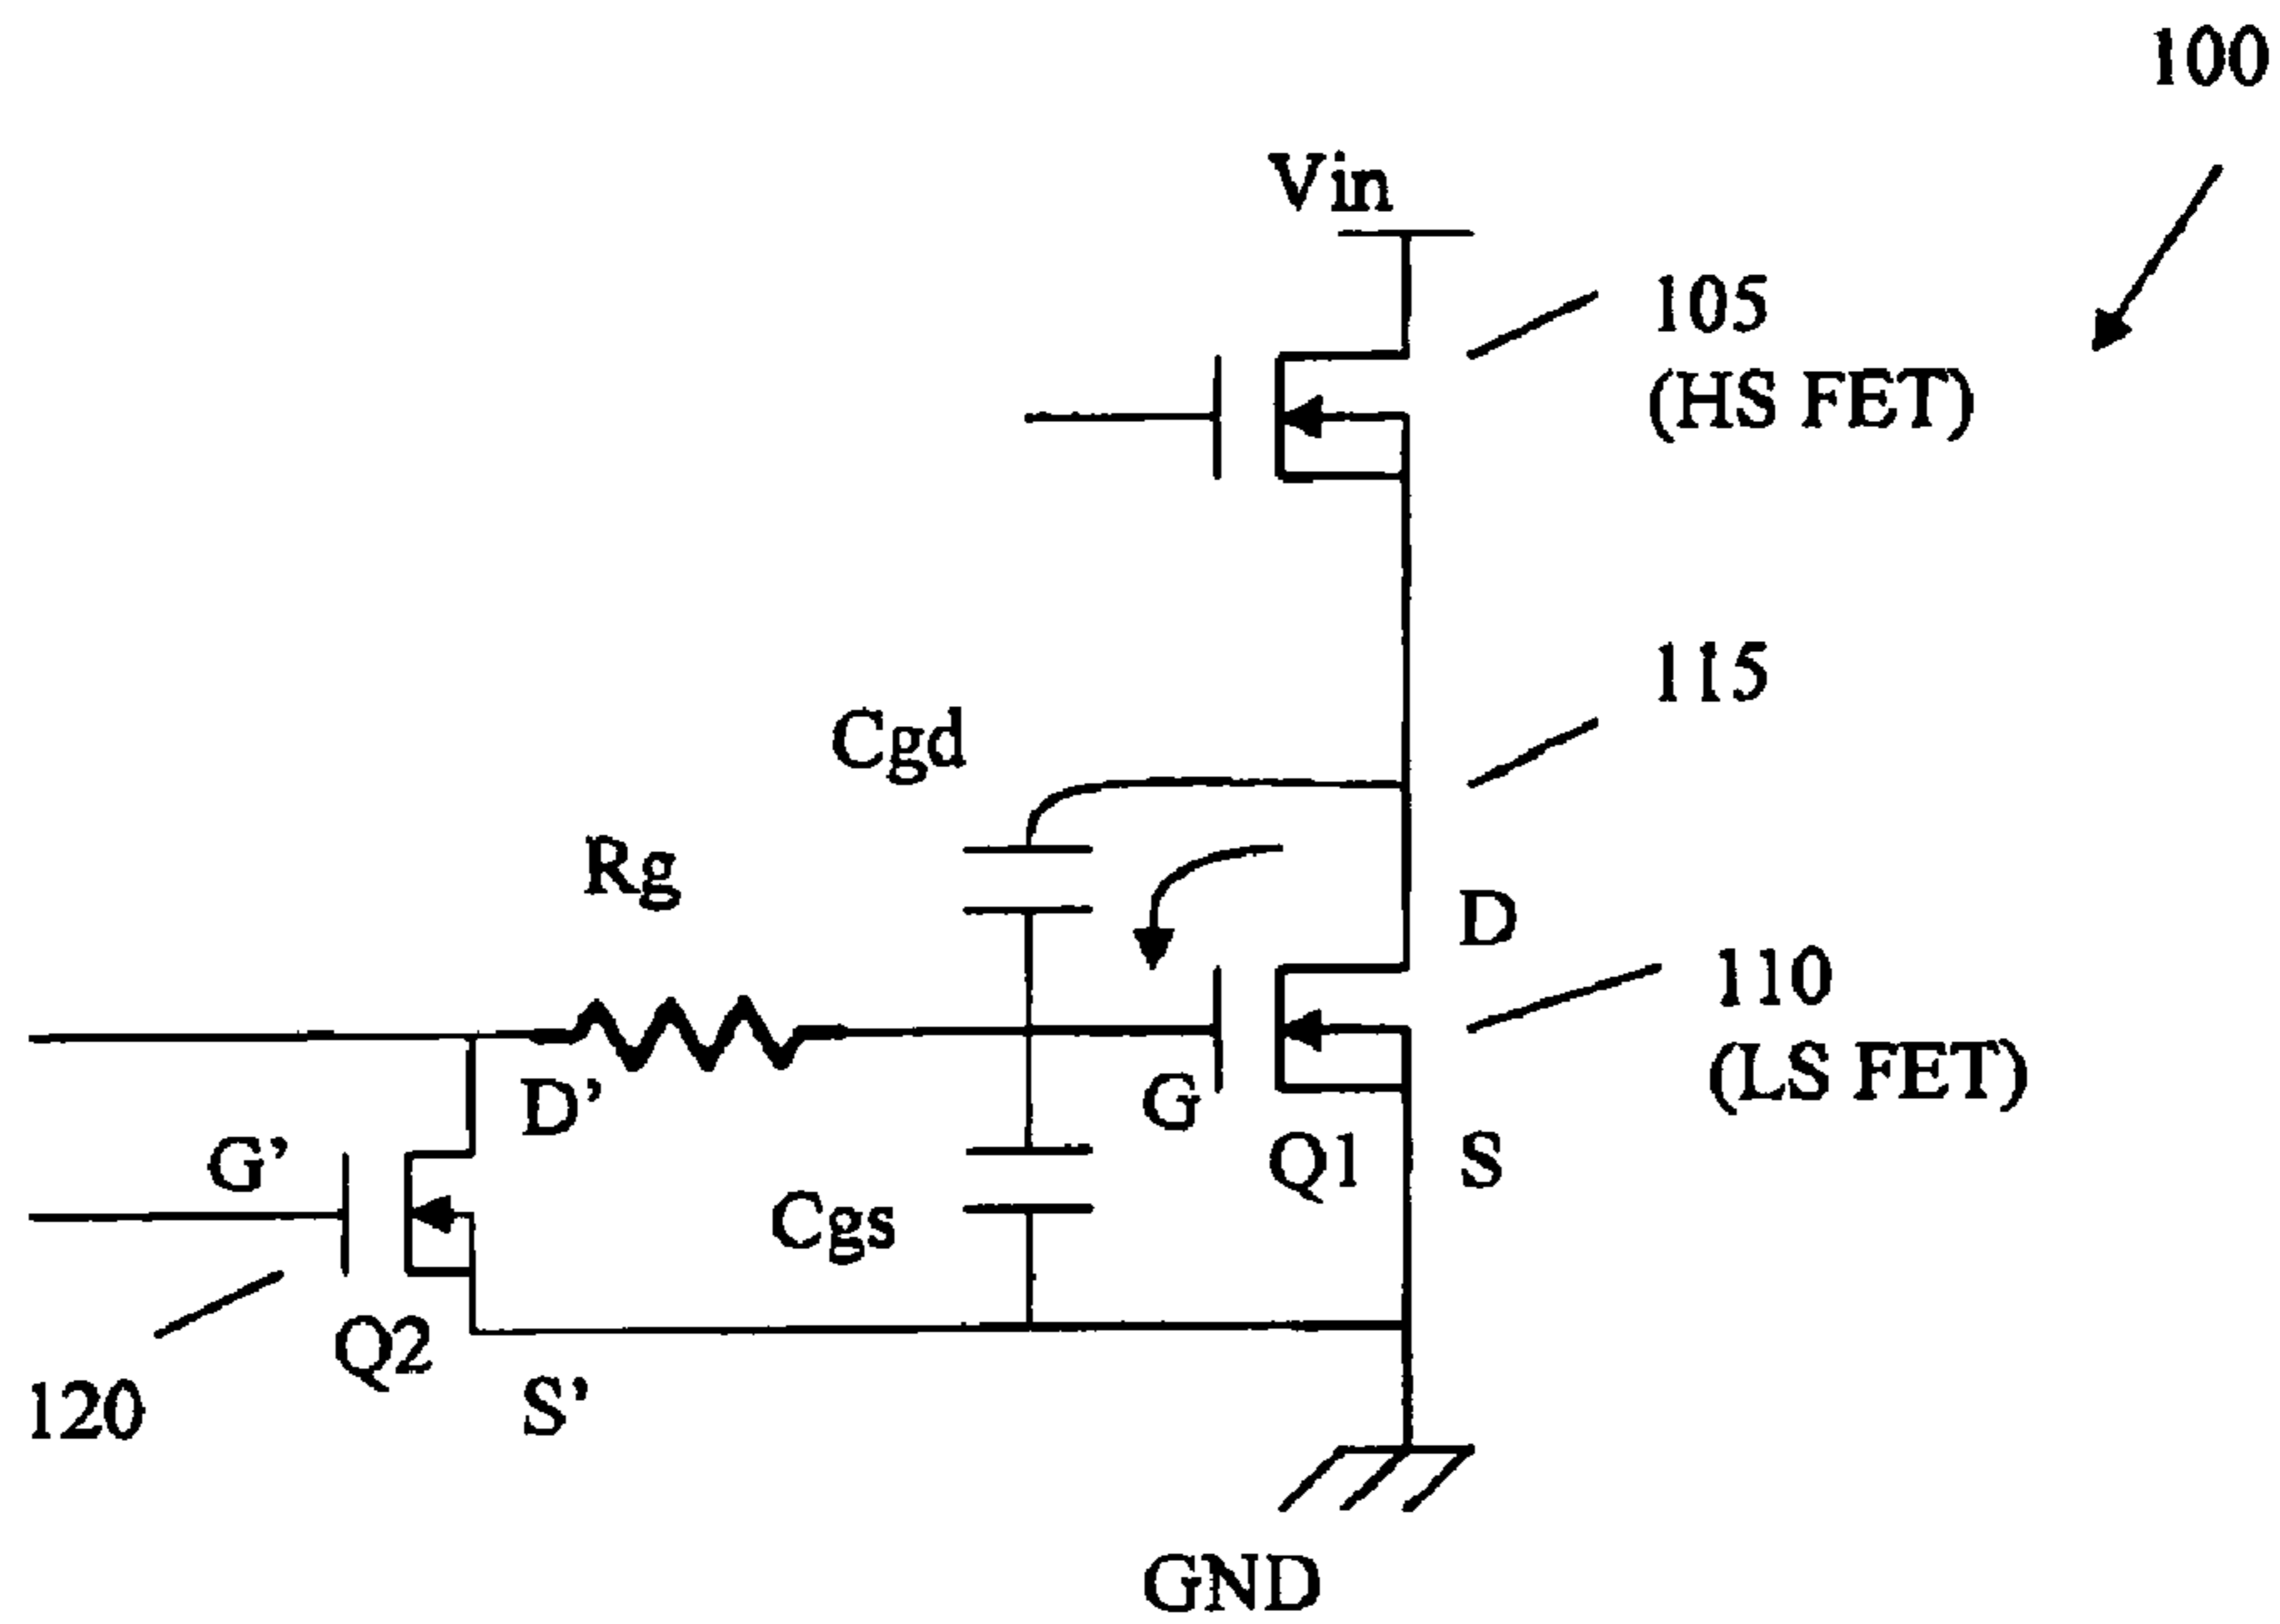 100
Vin
105
(HS FET)
115
Cgd
Rg
D
110
(LS FET)
D’
G
G’
Q1
S
Cgs
Q2
120
S’
GND